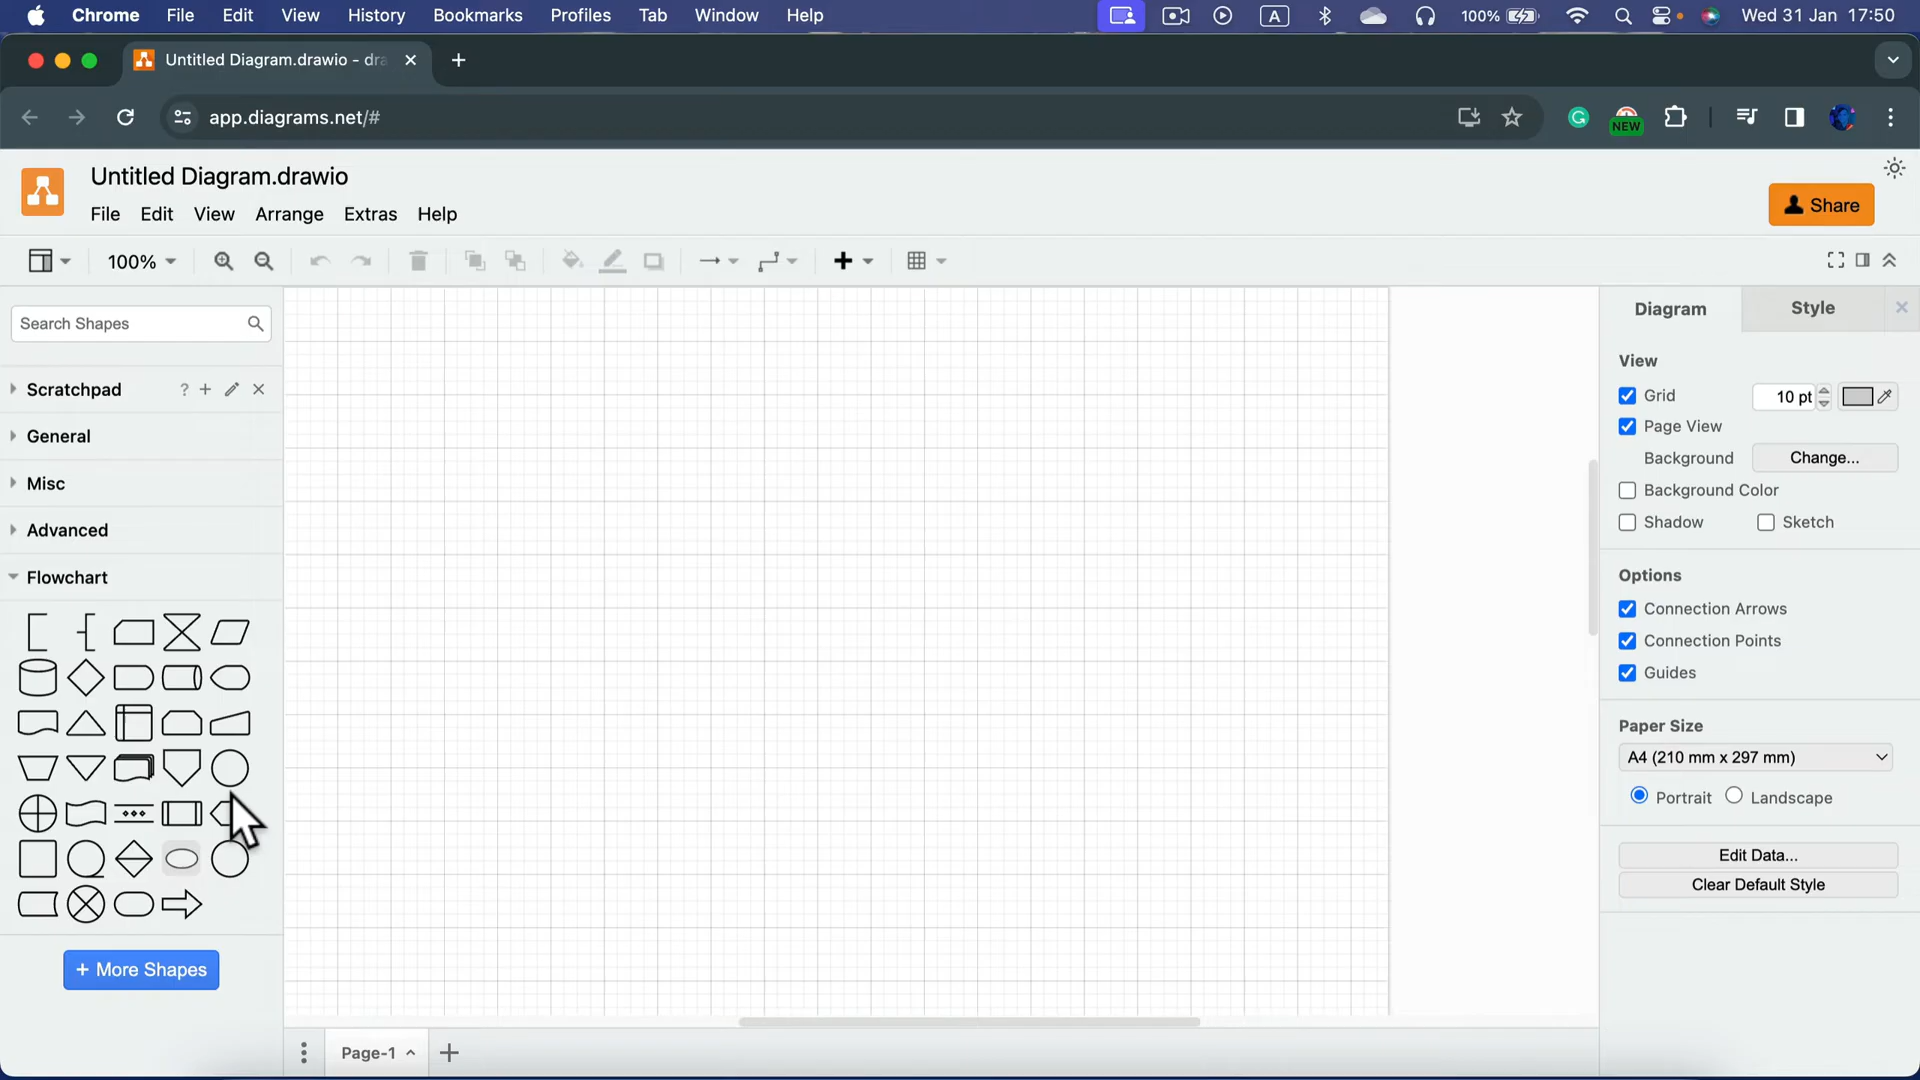 Chrome File Edit View History Bookmarks Profiles Tab Window Help A 100% Wed 31 Jan 17:50
Untitled Diagram.drawio - dra
app.diagrams.net/# G NEW
Untitled Diagram.drawio
File Edit View Arrange Extras Help
Share
100%
Search Shapes
Scratchpad ?
General
Misc
Advanced
Flowchart
+ More Shapes
Page-1
Diagram Style
View
Grid 10 pt
Page View
Background Change...
Background Color
Shadow Sketch
Options
Connection Arrows
Connection Points
Guides
Paper Size
A4 (210 mm x 297 mm)
Portrait Landscape
Edit Data...
Clear Default Style